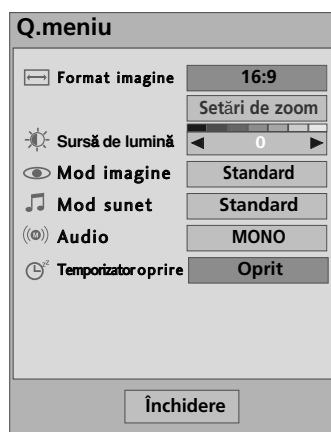 Q.meniu
Format imagine 16:9
Setări de zoom
Sursă de lumină ◀ 0 ▶
Mod imagine Standard
Mod sunet Standard
Audio MONO
Temporizator oprire Oprit
Închidere